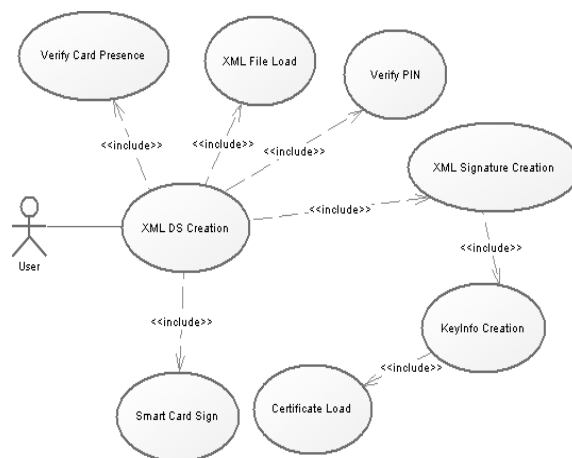 Verify Card Presence
XML File Load
Verify PIN
<<include>>
<<include>>
<<include>>
XML Signature Creation
<<include>>
XML DS Creation
User
<<include>>
<<include>>
KeyInfo Creation
<<include>>
Smart Card Sign
Certificate Load